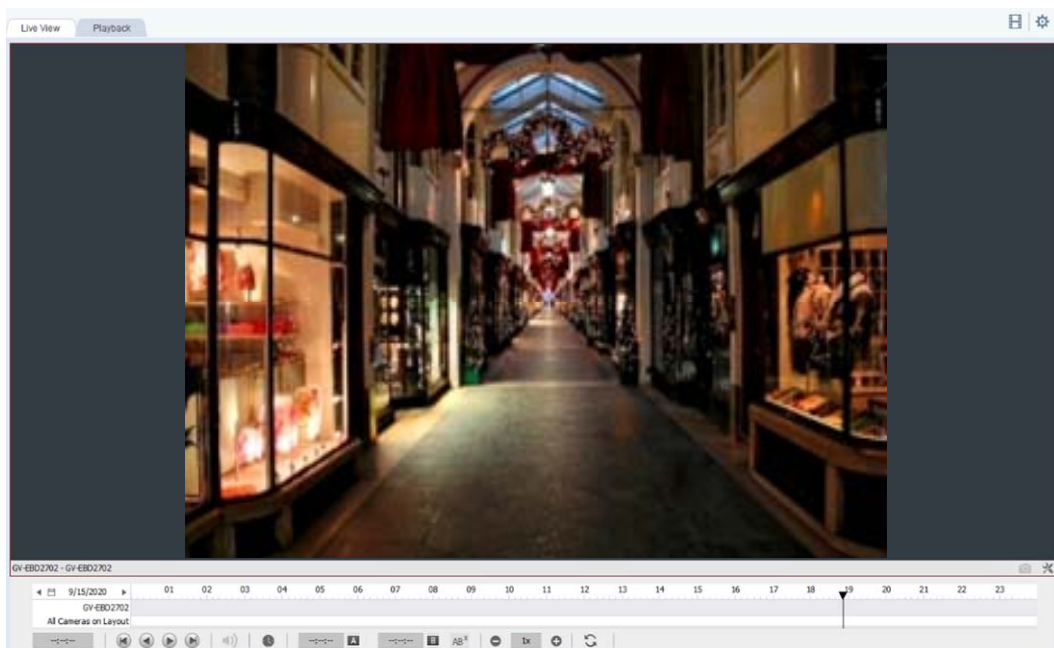 Live View Playback
GV-EBD2702 - GV-EBD2702
9/15/2020 01 02 03 04 05 06 07 08 09 10 11 12 13 14 15 16 17 18 19 20 21 22 23
GV-EBD2702
All Cameras on Layout
--:--:-- --:--:-- A --:--:-- B ABX 1x